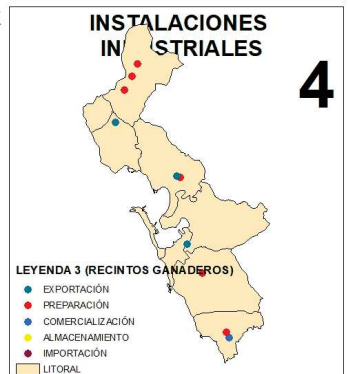 INSTALACIONES
INDUSTRIALES
4
LEYENDA 3 (RECINTOS GANADEROS)
EXPORTACIÓN
PREPARACIÓN
COMERCIALIZACIÓN
ALMACENAMIENTO
IMPORTACIÓN
LITORAL